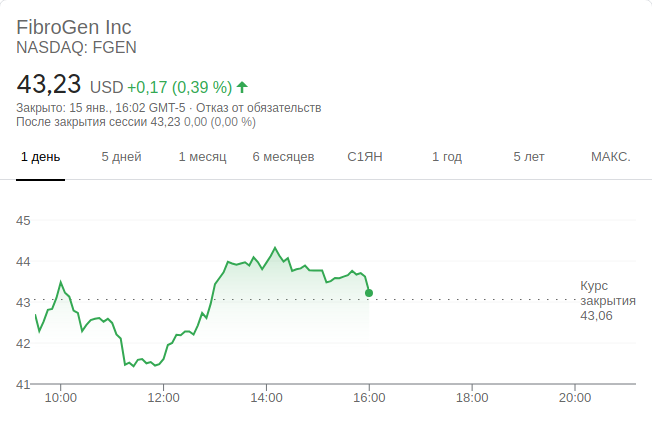 FibroGen Inc
NASDAQ: FGEN
43,23 USD +0,17 (0,39 %)
Закрыто: 15 янв., 16:02 GMT-5 · Отказ от обязательств
После закрытия сессии 43,23 0,00 (0,00 %)
1 день 5 дней 1 месяц 6 месяцев С1ЯН 1 год 5 лет МАКС.
45
44
43
42
41
Курс
закрытия
43,06
10:00 12:00 14:00 16:00 18:00 20:00